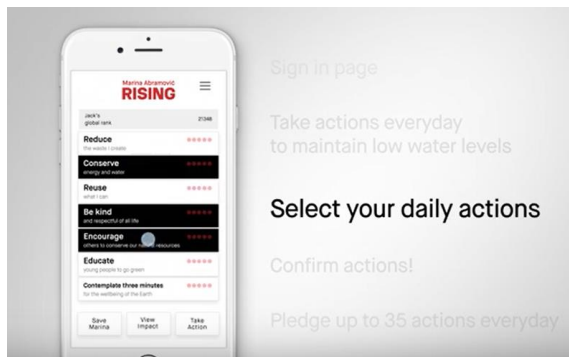 Marina Abramović
RISING
Jack's
global rank
21348
Reduce
the waste I create
Conserve
energy and water
Reuse
what I can
Be kind
and respectful of all life
Encourage
others to conserve our nature resources
Educate
young people to go green
Contemplate three minutes
for the wellbeing of the Earth
Save
Marina
View
Impact
Take
Action
Sign in page
Take actions everyday
to maintain low water levels
Select your daily actions
Confirm actions!
Pledge up to 35 actions everyday